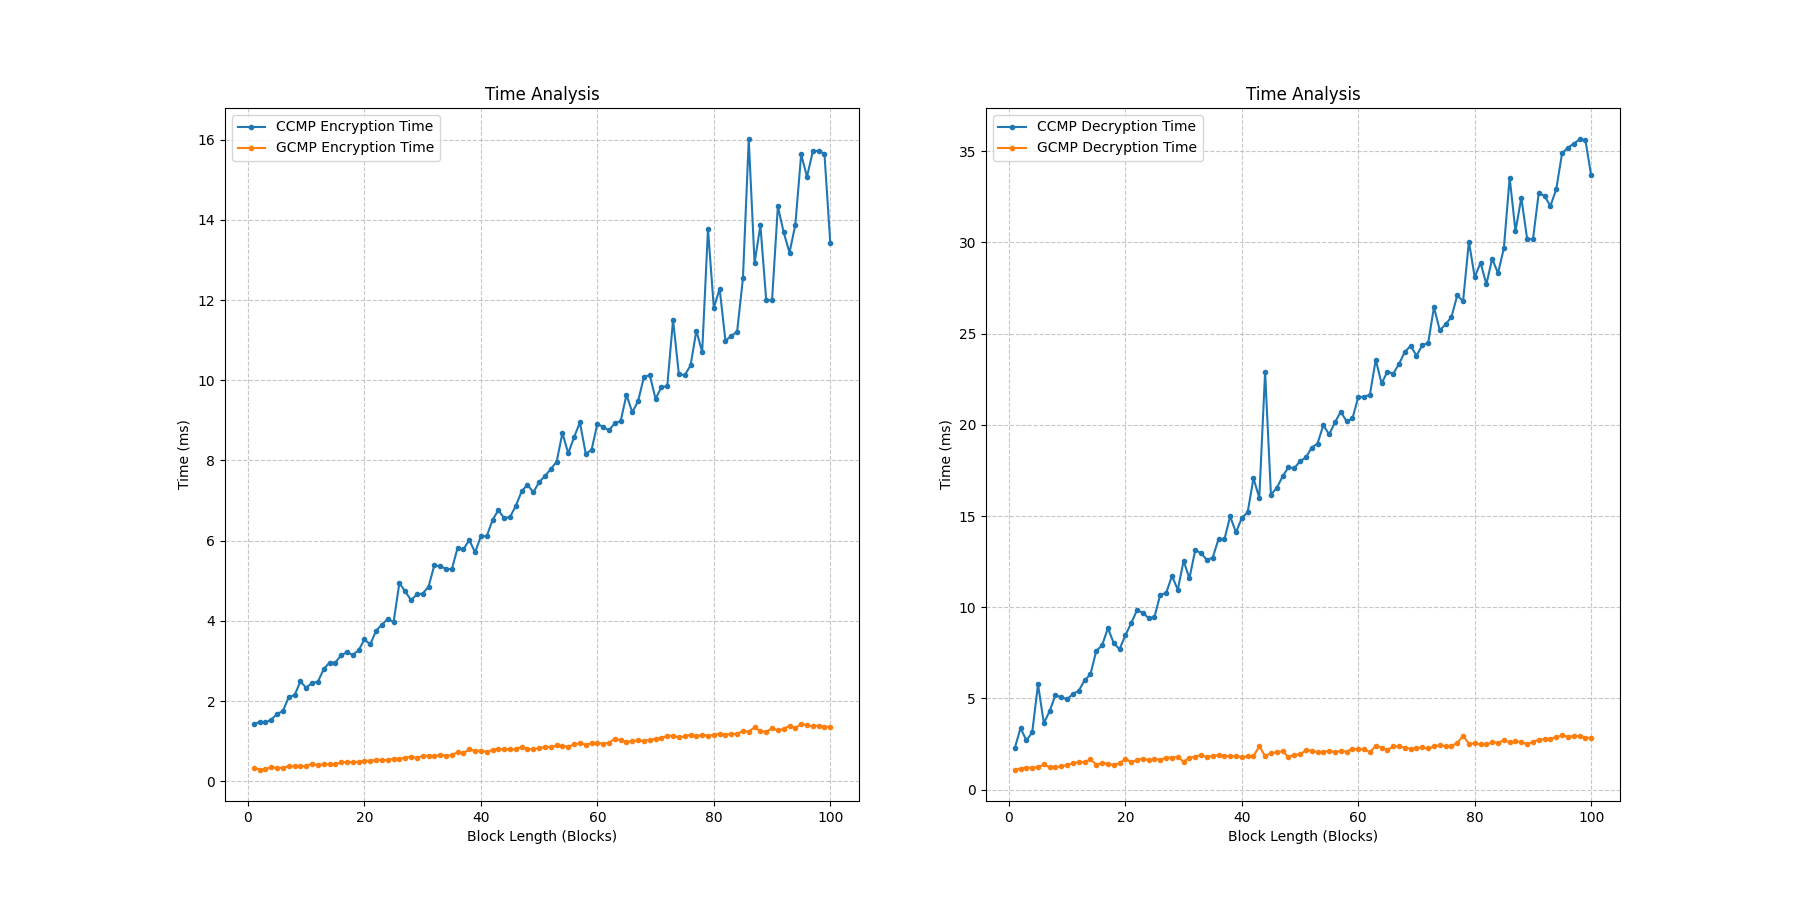 Time Analysis
CCMP Encryption Time
GCMP Encryption Time
16
14
12
10
8
6
4
2
0
Time (ms)
0 20 40 60 80 100
Block Length (Blocks)
Time Analysis
CCMP Decryption Time
GCMP Decryption Time
35
30
25
20
15
10
5
0
Time (ms)
0 20 40 60 80 100
Block Length (Blocks)